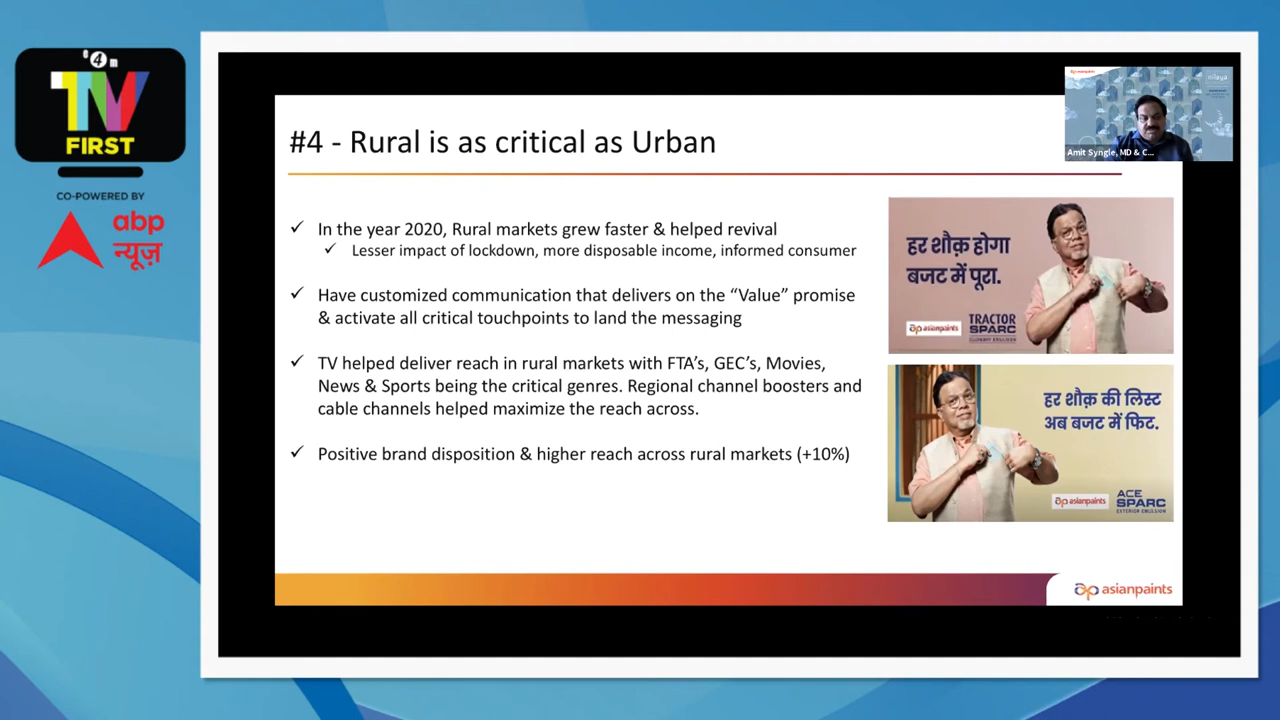 e4m
TV
FIRST
CO-POWERED BY
abp
न्यूज़
#4 - Rural is as critical as Urban
asianpaints
nilaya
Amit Syngle, MD & C...
✓ In the year 2020, Rural markets grew faster & helped revival
✓ Lesser impact of lockdown, more disposable income, informed consumer
✓ Have customized communication that delivers on the “Value” promise
& activate all critical touchpoints to land the messaging
✓ TV helped deliver reach in rural markets with FTA’s, GEC’s, Movies,
News & Sports being the critical genres. Regional channel boosters and
cable channels helped maximize the reach across.
✓ Positive brand disposition & higher reach across rural markets (+10%)
हर शौक़ होगा
बजट में पूरा.
asianpaints
TRACTOR
SPARC
ECONOMY EMULSION
हर शौक़ की लिस्ट
अब बजट में फिट.
asianpaints
ACE
SPARC
EXTERIOR EMULSION
asianpaints